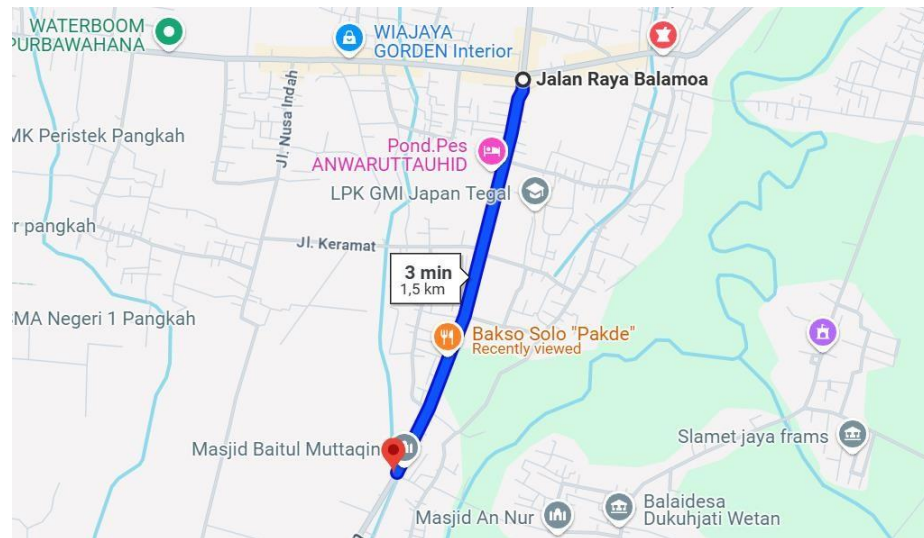 WATERBOOM
PURBAWAHANA
WIAJAYA
GORDEN Interior
Jalan Raya Balamoa
MK Peristek Pangkah
Jl. Nusa Indah
Pond.Pes
ANWARUTTAUHID
LPK GMI Japan Tegal
r pangkah
Jl. Keramat
3 min
1,5 km
MA Negeri 1 Pangkah
Bakso Solo "Pakde"
Recently viewed
Masjid Baitul Muttaqin
Slamet jaya frams
Masjid An Nur
Balaidesa
Dukuhjati Wetan